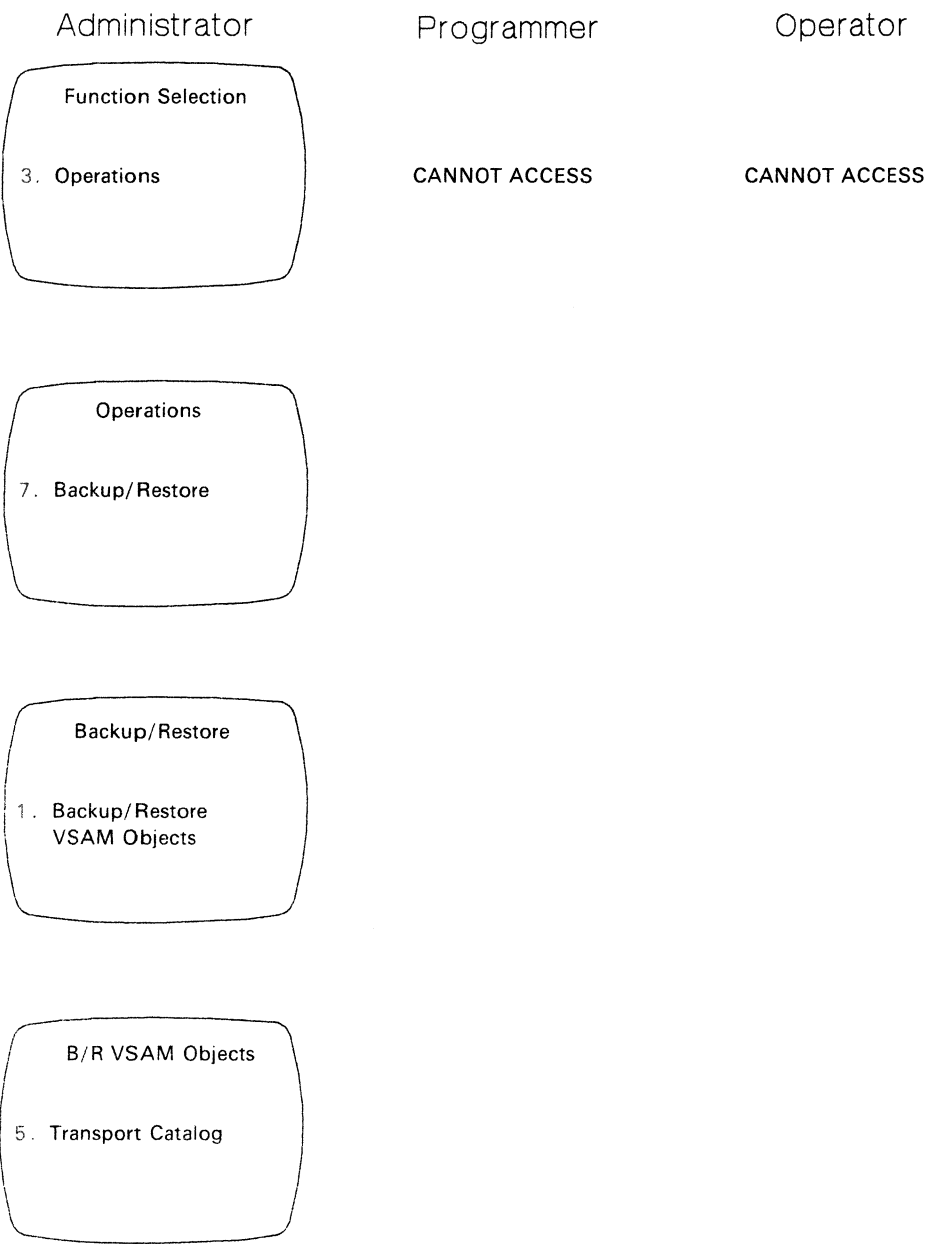 Administrator Programmer Operator
Function Selection
3. Operations CANNOT ACCESS CANNOT ACCESS
Operations
7. Backup/Restore
Backup/Restore
1. Backup/Restore
VSAM Objects
B/R VSAM Objects
5. Transport Catalog